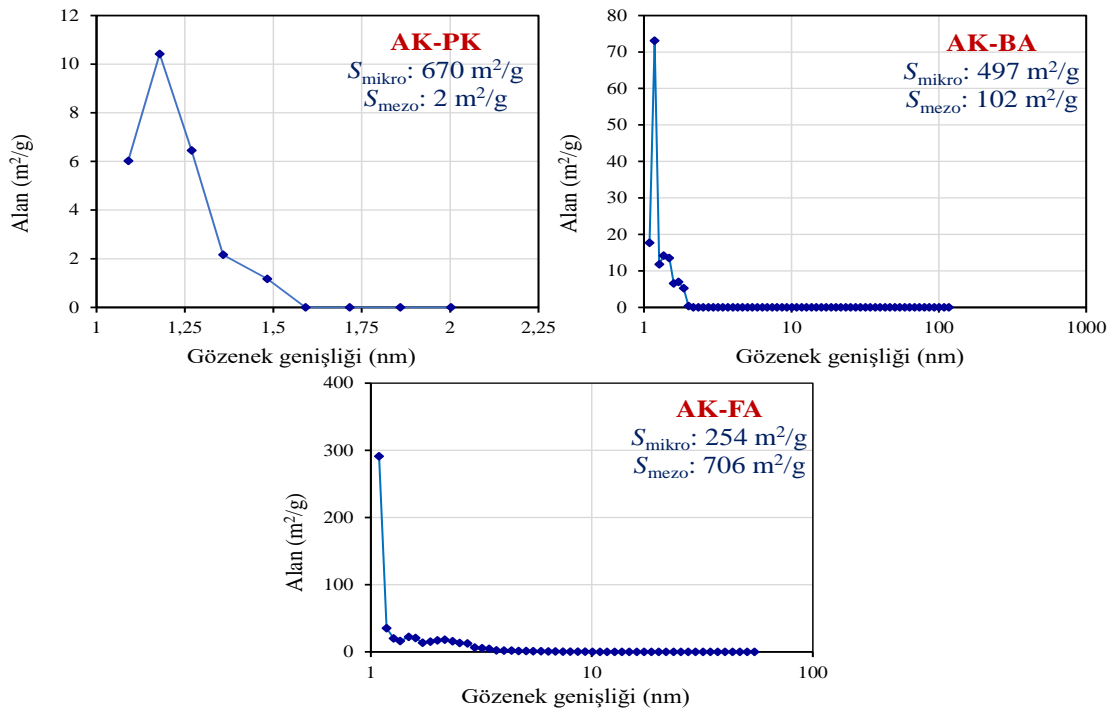 AK-PK
Smikro: 670 m²/g
Smezo: 2 m²/g
Alan (m²/g)
12
10
8
6
4
2
0
1
1,25
1,5
1,75
2
2,25
Gözenek genişliği (nm)
AK-BA
Smikro: 497 m²/g
Smezo: 102 m²/g
Alan (m²/g)
80
70
60
50
40
30
20
10
0
1
10
100
1000
Gözenek genişliği (nm)
AK-FA
Smikro: 254 m²/g
Smezo: 706 m²/g
Alan (m²/g)
400
300
200
100
0
1
10
100
Gözenek genişliği (nm)